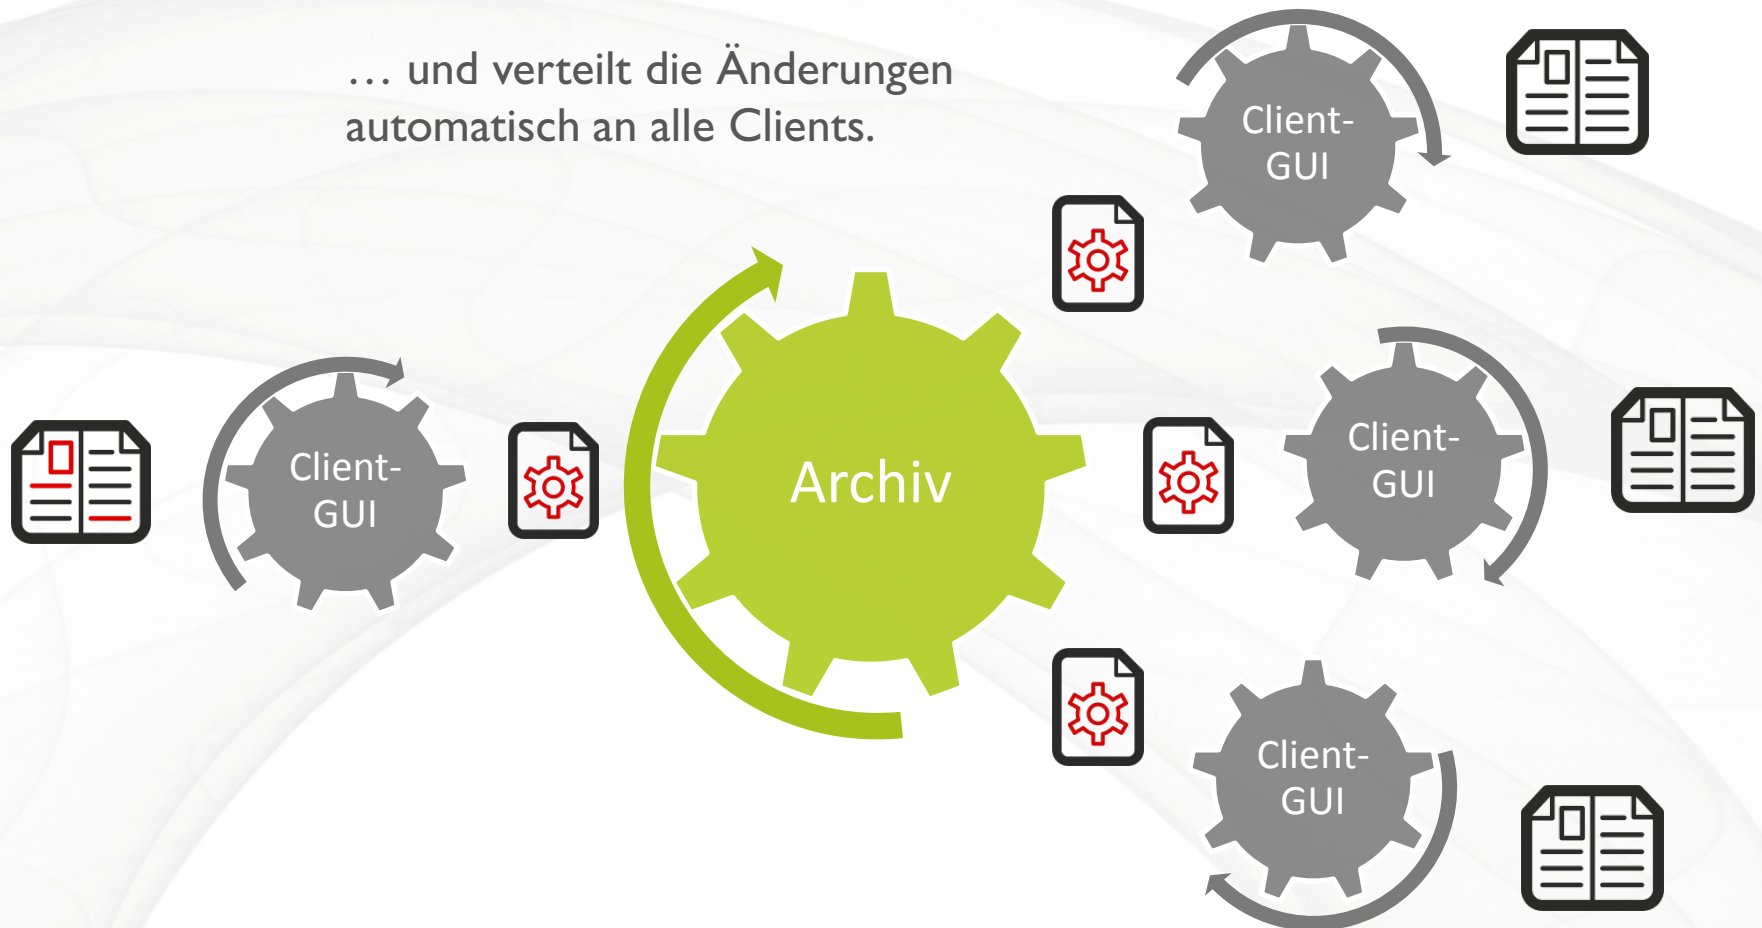 … und verteilt die Änderungen
automatisch an alle Clients.
Client-
GUI
Client-
GUI
Archiv
Client-
GUI
Client-
GUI